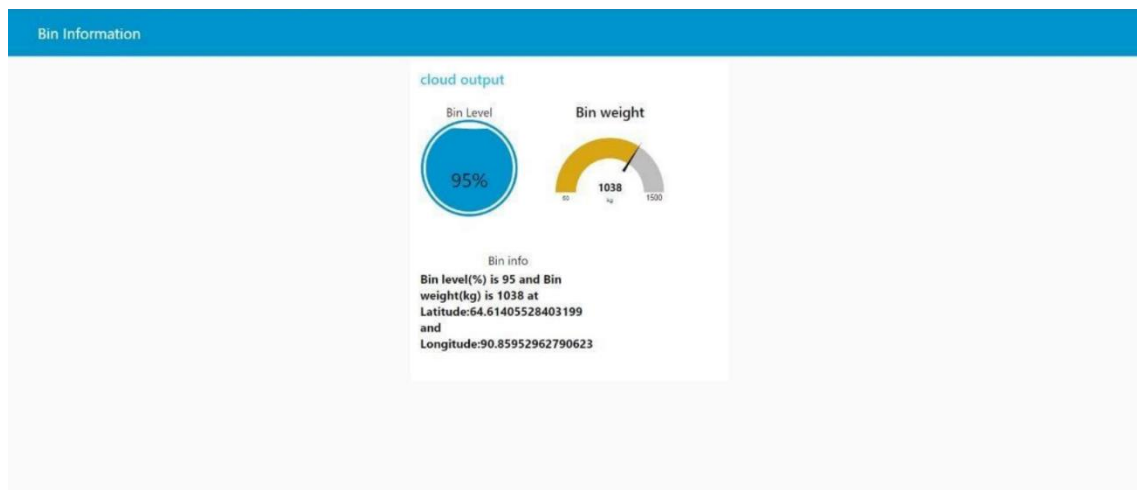 Bin Information
cloud output
Bin Level
Bin weight
95%
1038
kg
1500
Bin info
Bin level(%) is 95 and Bin
weight(kg) is 1038 at
Latitude:64.61405528403199
and
Longitude:90.85952962790623